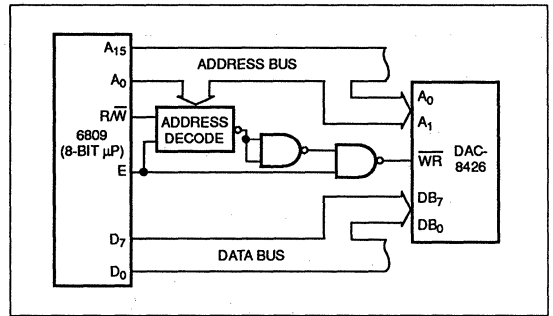 A15
ADDRESS BUS
A0
R/W̅
ADDRESS
DECODE
6809
(8-BIT µP)
E
D7
D0
DATA BUS
A0
A1
W̅R̅
DAC-
8426
DB7
DB0